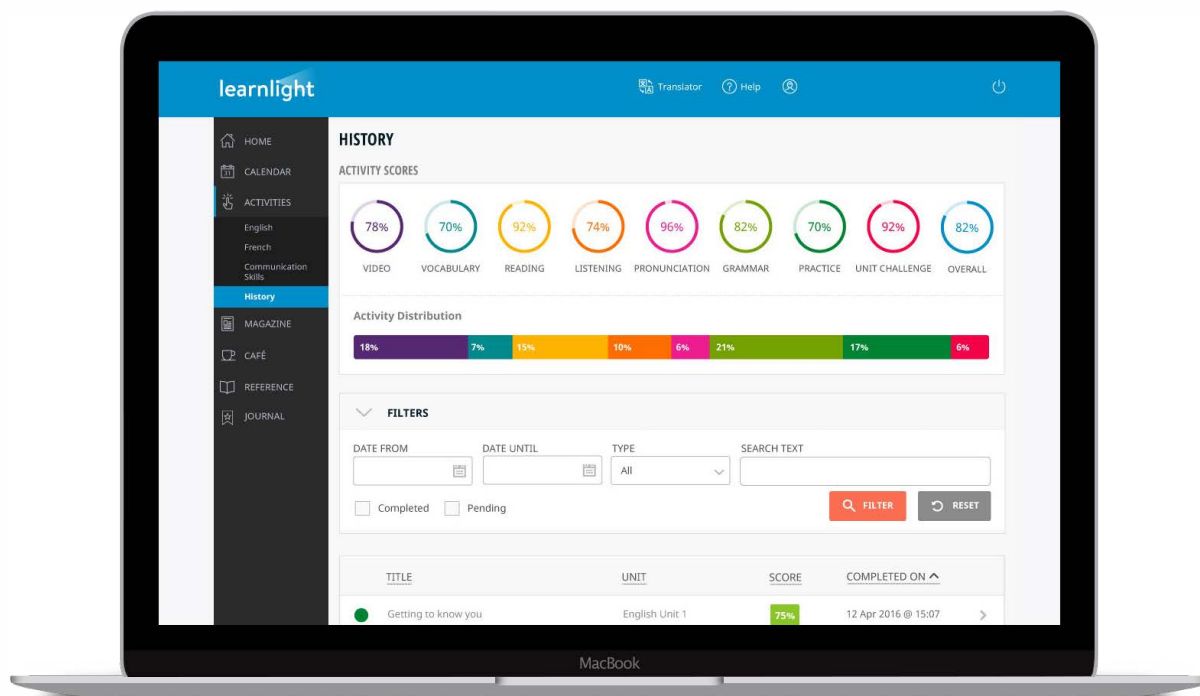 learnlight
Translator
Help
HOME
31
CALENDAR
ACTIVITIES
English
French
Communication
Skills
History
MAGAZINE
CAFÉ
REFERENCE
JOURNAL
HISTORY
ACTIVITY SCORES
78% 70% 92% 74% 96% 82% 70% 92% 82%
VIDEO VOCABULARY READING LISTENING PRONUNCIATION GRAMMAR PRACTICE UNIT CHALLENGE OVERALL
Activity Distribution
18% 7% 15% 10% 6% 21% 17% 6%
FILTERS
DATE FROM DATE UNTIL TYPE SEARCH TEXT
All
Completed Pending
FILTER RESET
TITLE UNIT SCORE COMPLETED ON
Getting to know you English Unit 1 75% 12 Apr 2016 @ 15:07
MacBook